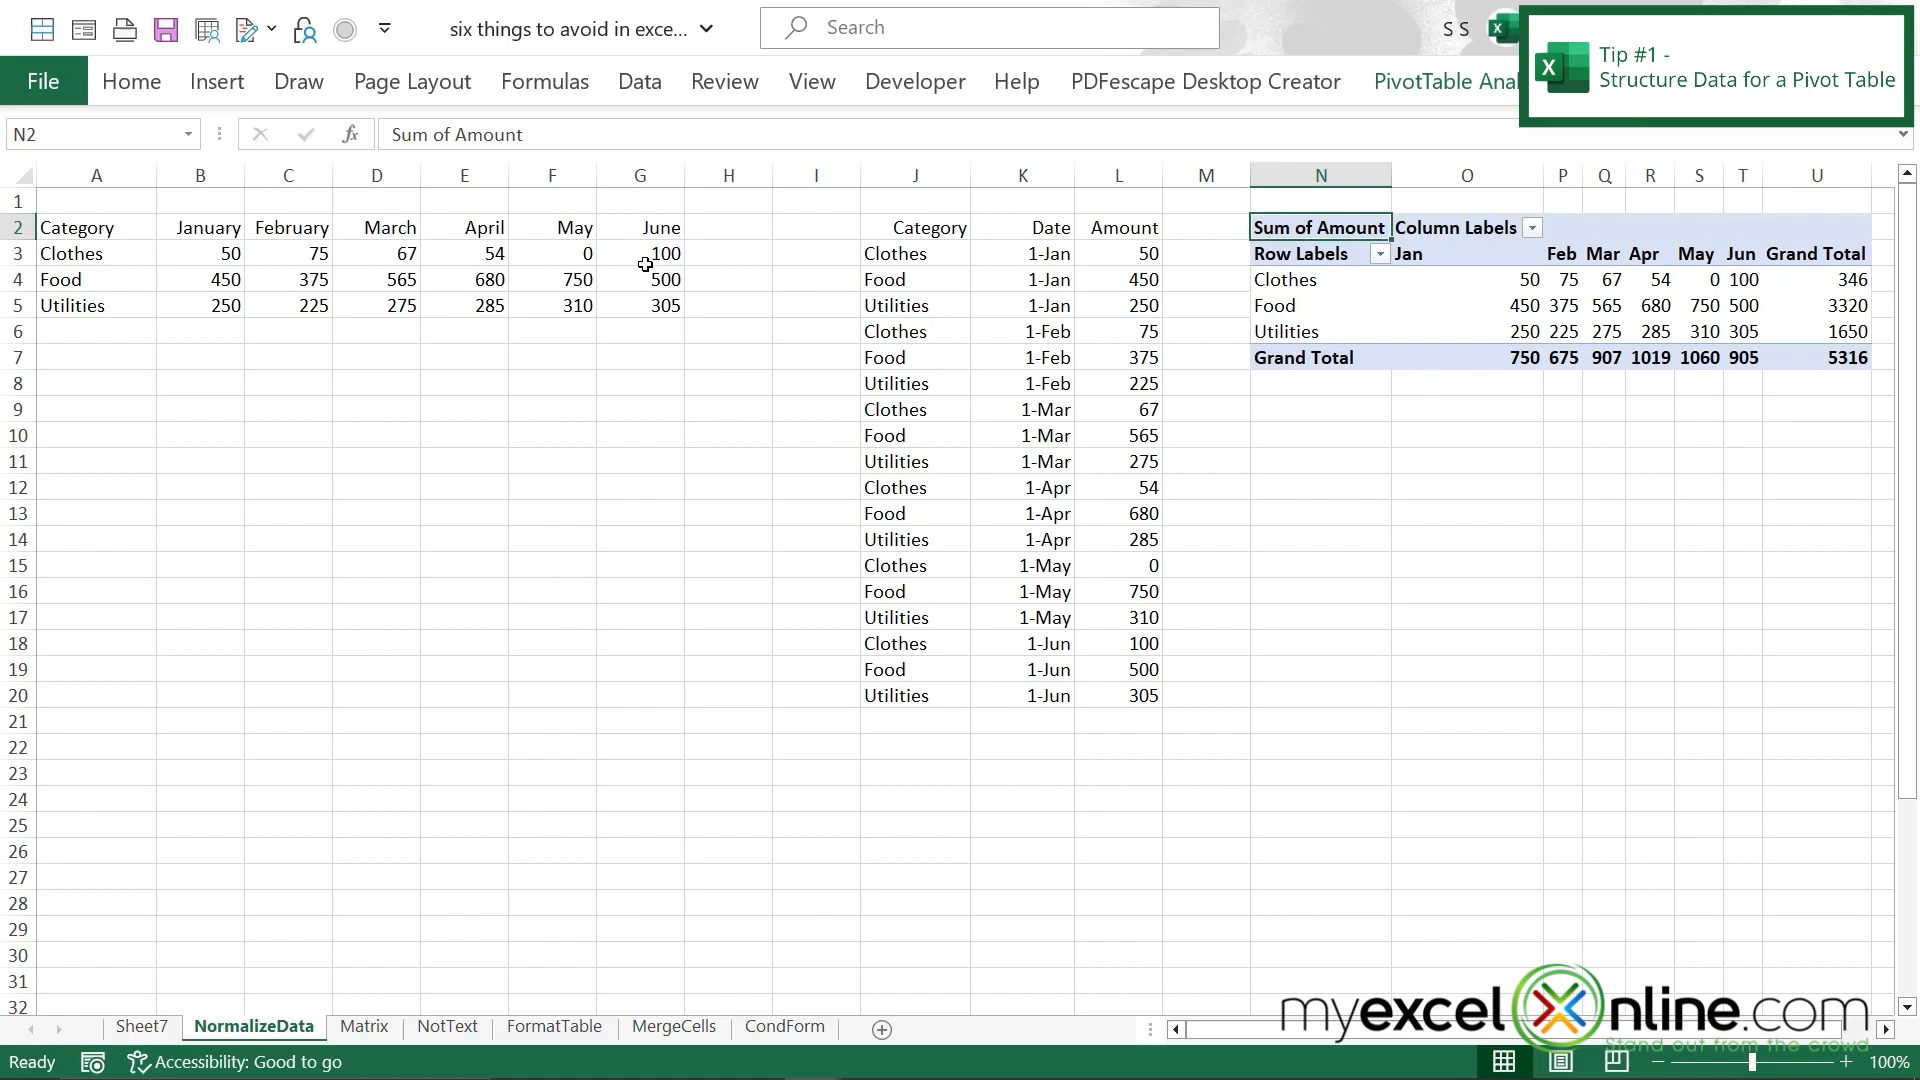 six things to avoid in exce...
Search
S S
Tip #1 -
Structure Data for a Pivot Table
File Home Insert Draw Page Layout Formulas Data Review View Developer Help PDFescape Desktop Creator PivotTable Anal
N2 fx Sum of Amount
A B C D E F G H I J K L M N O P Q R S T U
1
2 Category January February March April May June Category Date Amount Sum of Amount Column Labels
3 Clothes 50 75 67 54 0 100 Clothes 1-Jan 50 Row Labels Jan Feb Mar Apr May Jun Grand Total
4 Food 450 375 565 680 750 500 Food 1-Jan 450 Clothes 50 75 67 54 0 100 346
5 Utilities 250 225 275 285 310 305 Utilities 1-Jan 250 Food 450 375 565 680 750 500 3320
6 Clothes 1-Feb 75 Utilities 250 225 275 285 310 305 1650
7 Food 1-Feb 375 Grand Total 750 675 907 1019 1060 905 5316
8 Utilities 1-Feb 225
9 Clothes 1-Mar 67
10 Food 1-Mar 565
11 Utilities 1-Mar 275
12 Clothes 1-Apr 54
13 Food 1-Apr 680
14 Utilities 1-Apr 285
15 Clothes 1-May 0
16 Food 1-May 750
17 Utilities 1-May 310
18 Clothes 1-Jun 100
19 Food 1-Jun 500
20 Utilities 1-Jun 305
21
22
23
24
25
26
27
28
29
30
31
32
myexcelonline.com
Stand out from the crowd
Sheet7 NormalizeData Matrix NotText FormatTable MergeCells CondForm
Ready Accessibility: Good to go 100%